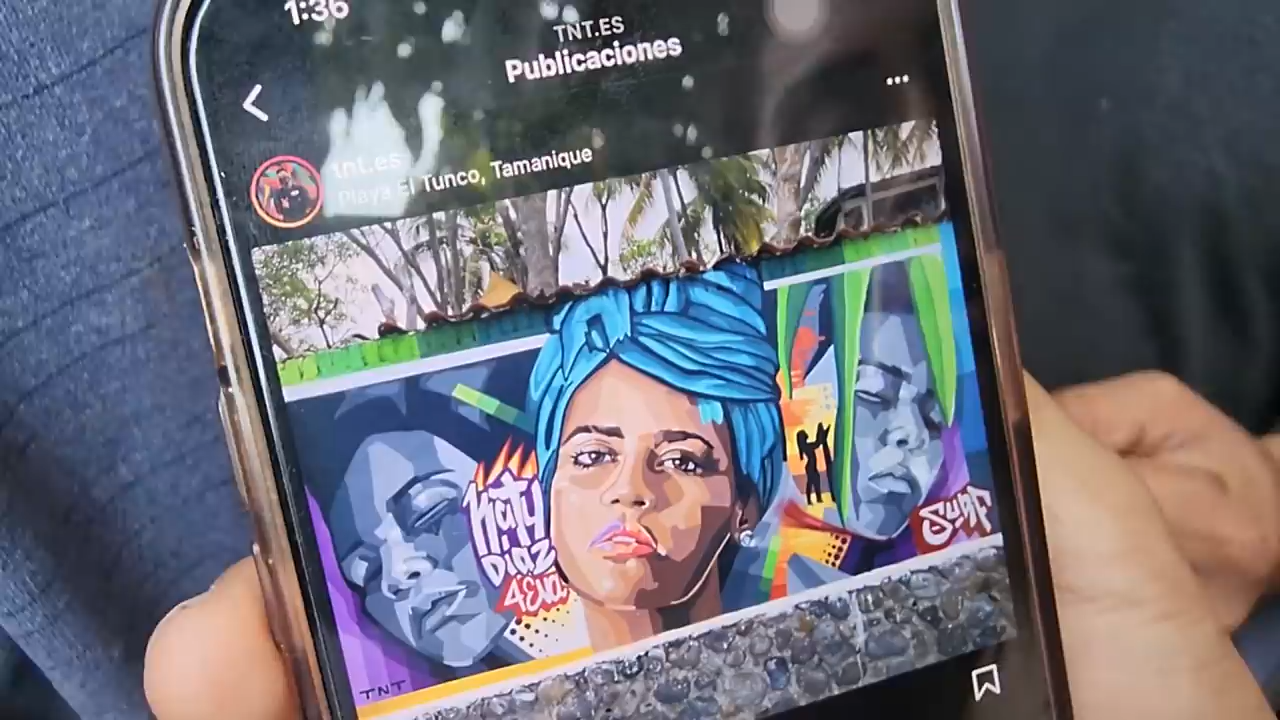 1:36
TNT.ES
Publicaciones
tnt.es
Playa El Tunco, Tamanique
Katy
Diaz
4Eva
Surf
TNT